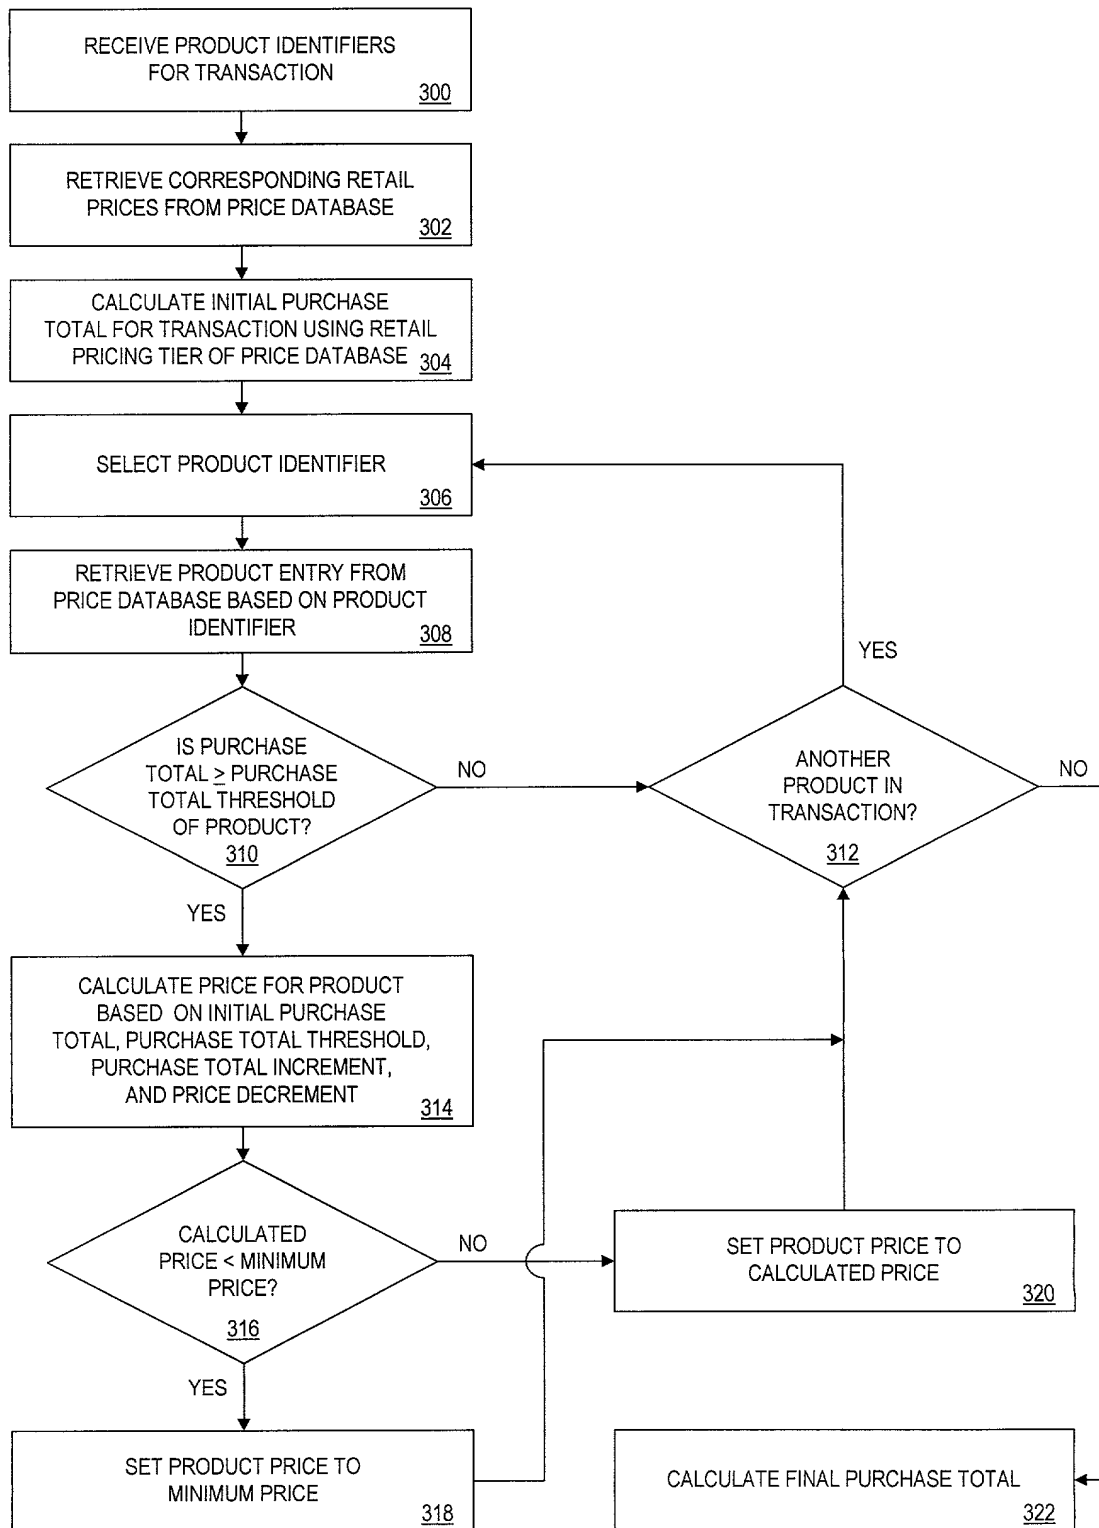 RECEIVE PRODUCT IDENTIFIERS
FOR TRANSACTION
300
RETRIEVE CORRESPONDING RETAIL
PRICES FROM PRICE DATABASE
302
CALCULATE INITIAL PURCHASE
TOTAL FOR TRANSACTION USING RETAIL
PRICING TIER OF PRICE DATABASE
304
SELECT PRODUCT IDENTIFIER
306
RETRIEVE PRODUCT ENTRY FROM
PRICE DATABASE BASED ON PRODUCT
IDENTIFIER
308
IS PURCHASE
TOTAL ≥ PURCHASE
TOTAL THRESHOLD
OF PRODUCT?
310
NO
YES
ANOTHER
PRODUCT IN
TRANSACTION?
312
YES
NO
CALCULATE PRICE FOR PRODUCT
BASED ON INITIAL PURCHASE
TOTAL, PURCHASE TOTAL THRESHOLD,
PURCHASE TOTAL INCREMENT,
AND PRICE DECREMENT
314
CALCULATED
PRICE < MINIMUM
PRICE?
316
NO
YES
SET PRODUCT PRICE TO
CALCULATED PRICE
320
SET PRODUCT PRICE TO
MINIMUM PRICE
318
CALCULATE FINAL PURCHASE TOTAL
322